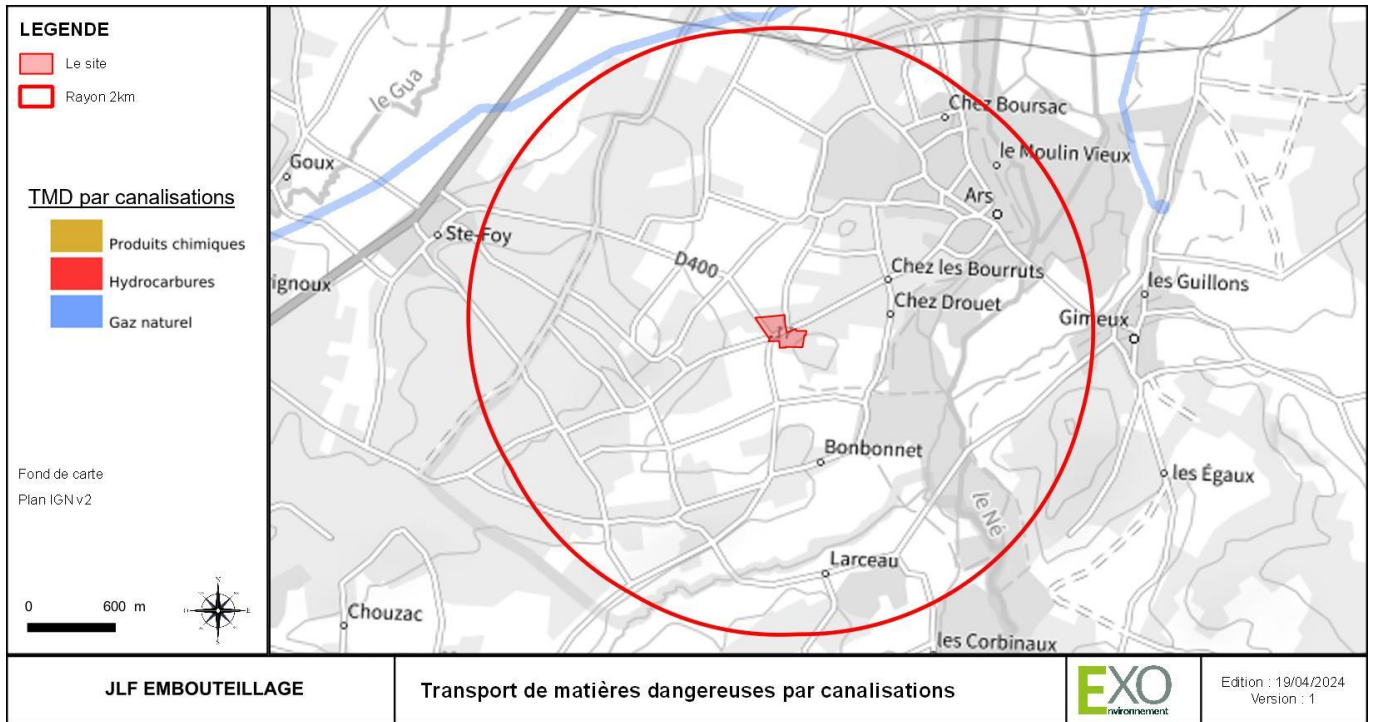 LEGENDE
Le site
Rayon 2km
TMD par canalisations
Produits chimiques
Hydrocarbures
Gaz naturel
Fond de carte
Plan IGN v2
0 600 m
le Gua
Goux
Ste-Foy
ignoux
D400
Chez Boursac
le Moulin Vieux
Ars
Chez les Bourruts
Chez Drouet
les Guillons
Gimeux
Bonbonnet
les Égaux
le Né
Larceau
Chouzac
les Corbinaux
JLF EMBOUTEILLAGE
Transport de matières dangereuses par canalisations
EXO
nvironnement
Edition : 19/04/2024
Version : 1